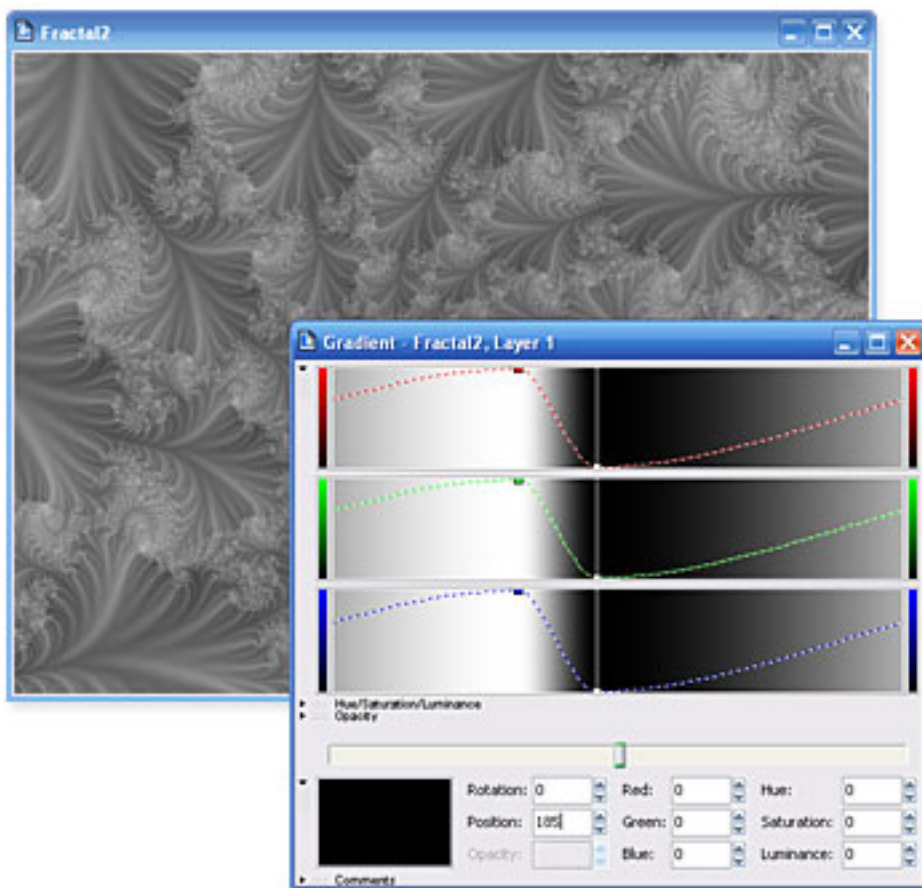 Fractal2
Gradient - Fractal2, Layer 1
Hue/Saturation/Luminance
Opacity
Rotation: 0 Red: 0 Hue: 0
Position: 185 Green: 0 Saturation: 0
Opacity: Blue: 0 Luminance: 0
Comments